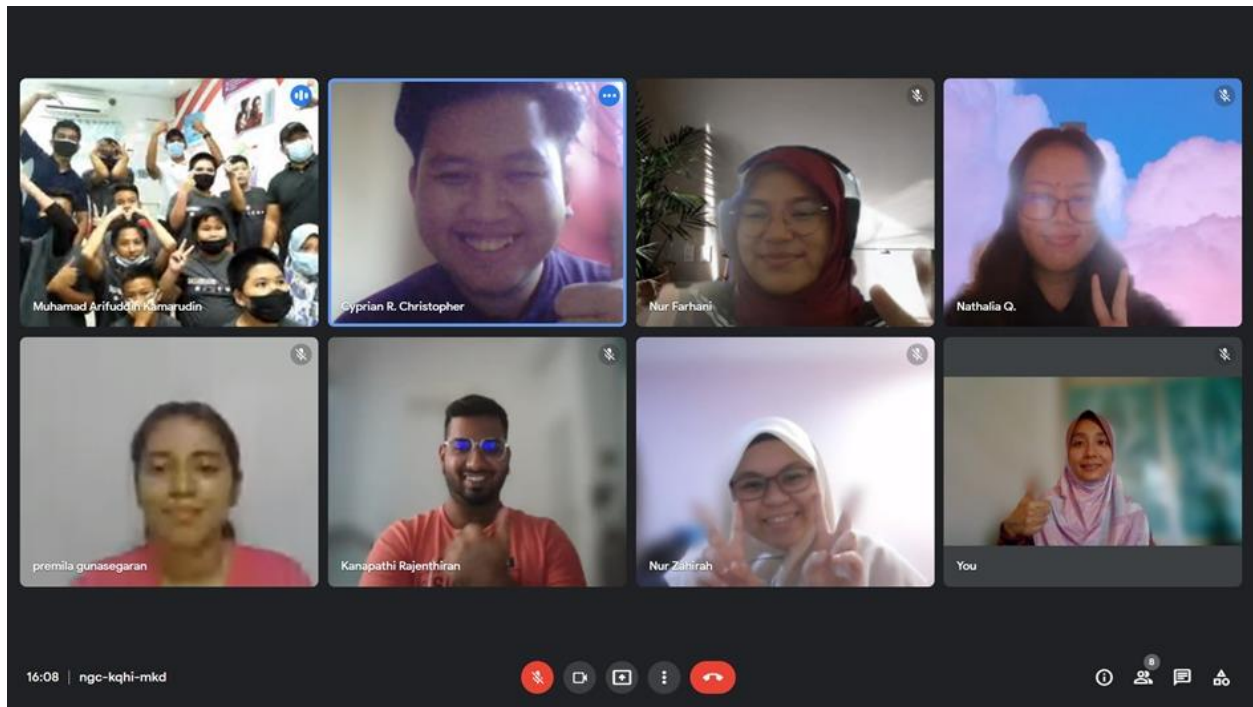 Muhamad Arifuddin Kamarudin
Cyprian R. Christopher
Nur Farhani
Nathalia Q.
premila gunasegaran
Kanapathi Rajenthiran
Nur Zahirah
You
16:08 | ngc-kqhi-mkd
8